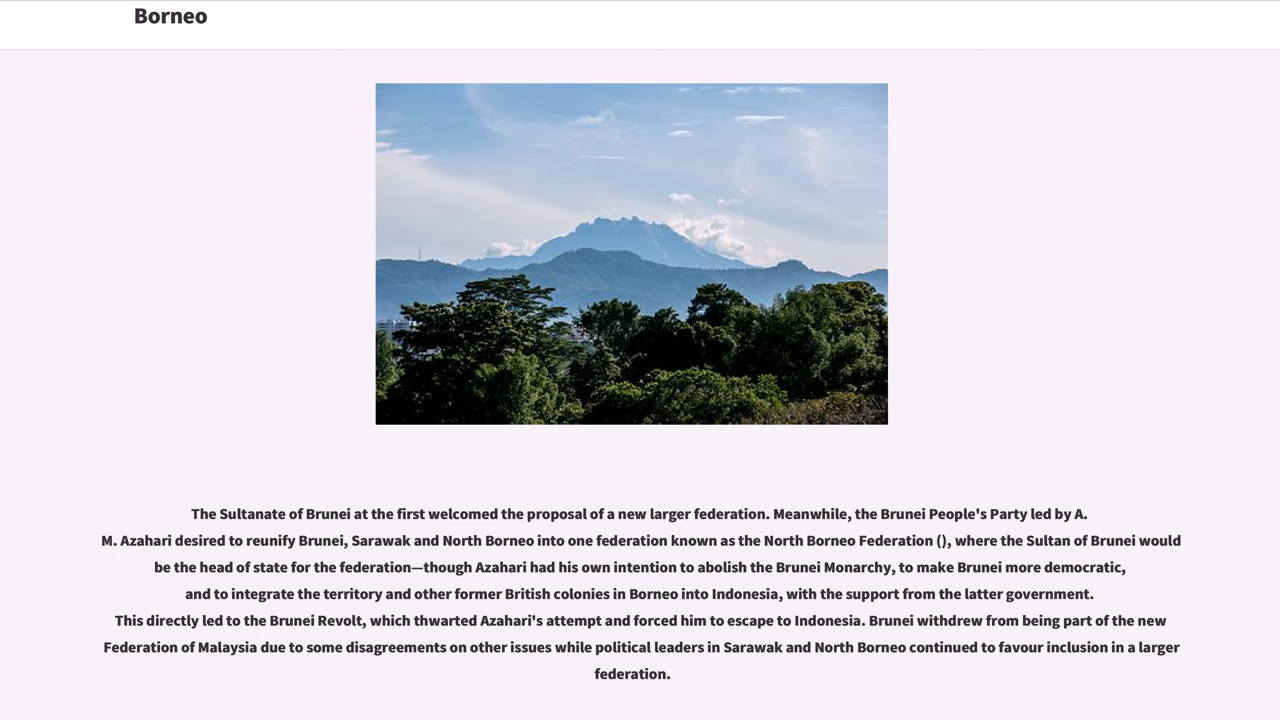 Borneo
The Sultanate of Brunei at the first welcomed the proposal of a new larger federation. Meanwhile, the Brunei People's Party led by A.
M. Azahari desired to reunify Brunei, Sarawak and North Borneo into one federation known as the North Borneo Federation (), where the Sultan of Brunei would
be the head of state for the federation—though Azahari had his own intention to abolish the Brunei Monarchy, to make Brunei more democratic,
and to integrate the territory and other former British colonies in Borneo into Indonesia, with the support from the latter government.
This directly led to the Brunei Revolt, which thwarted Azahari's attempt and forced him to escape to Indonesia. Brunei withdrew from being part of the new
Federation of Malaysia due to some disagreements on other issues while political leaders in Sarawak and North Borneo continued to favour inclusion in a larger
federation.